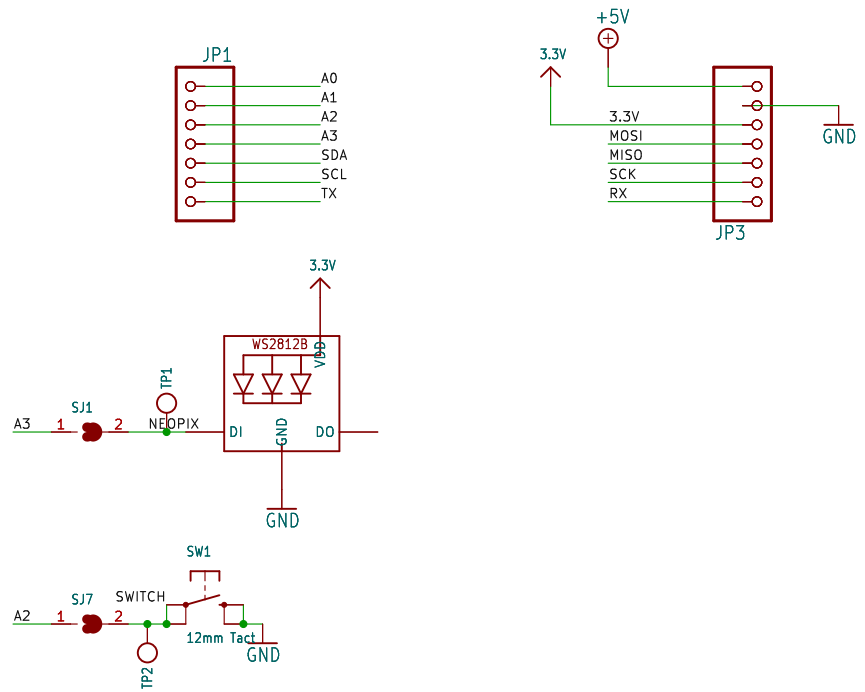 +5V
JP1
3.3V
A0
A1
A2
3.3V
A3
MOSI
GND
SDA
MISO
SCL
SCK
TX
RX
JP3
3.3V
WS2812B
VDD
TP1
SJ1
A3
1
2
NEOPIX
DI
GND
DO
GND
SW1
SWITCH
SJ7
A2
1
2
12mm Tact
GND
TP2